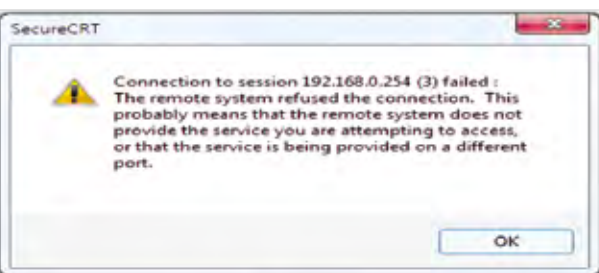 SecureCRT
Connection to session 192.168.0.254 (3) failed :
The remote system refused the connection. This
probably means that the remote system does not
provide the service you are attempting to access,
or that the service is being provided on a different
port.
OK